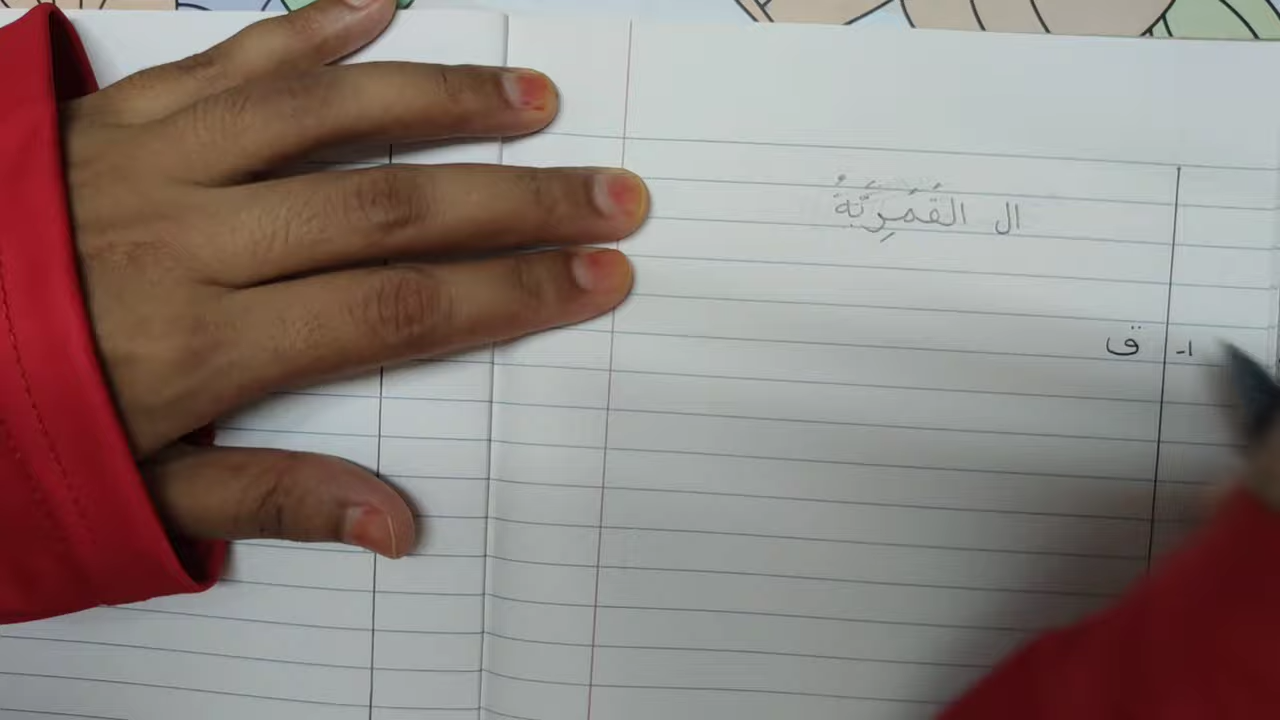 ال القُمَرِيَّةُ
١- ق